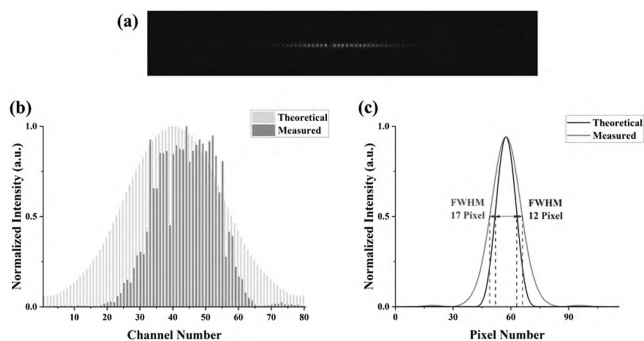 (a)
(b)
Theoretical
Measured
Normalized Intensity (a.u.)
1.0
0.5
0.0
10 20 30 40 50 60 70 80
Channel Number
(c)
Theoretical
Measured
Normalized Intensity (a.u.)
1.0
0.5
0.0
FWHM
17 Pixel
FWHM
12 Pixel
0 30 60 90
Pixel Number